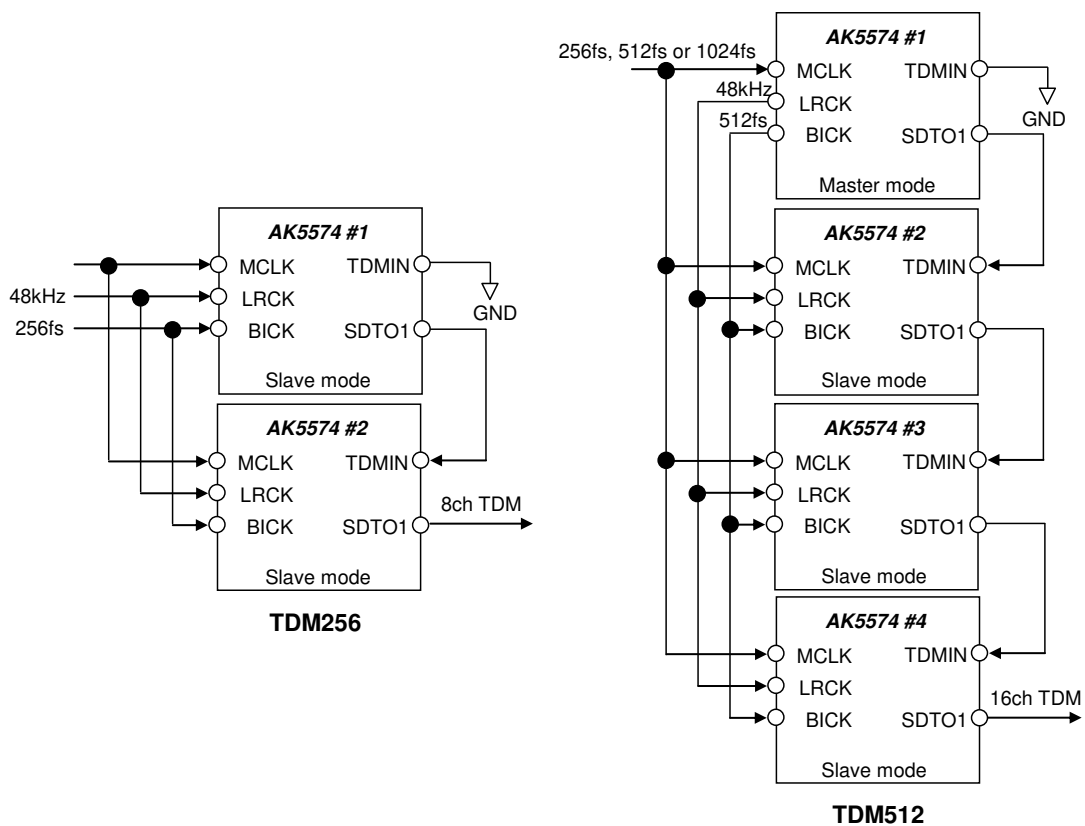 AK5574 #1
MCLK TDMIN
48kHz LRCK
GND
256fs BICK SDTO1
Slave mode
AK5574 #2
MCLK TDMIN
LRCK
8ch TDM
BICK SDTO1
Slave mode
TDM256
AK5574 #1
256fs, 512fs or 1024fs
MCLK TDMIN
48kHz
LRCK
GND
512fs
BICK SDTO1
Master mode
AK5574 #2
MCLK TDMIN
LRCK
BICK SDTO1
Slave mode
AK5574 #3
MCLK TDMIN
LRCK
BICK SDTO1
Slave mode
AK5574 #4
MCLK TDMIN
LRCK
16ch TDM
BICK SDTO1
Slave mode
TDM512